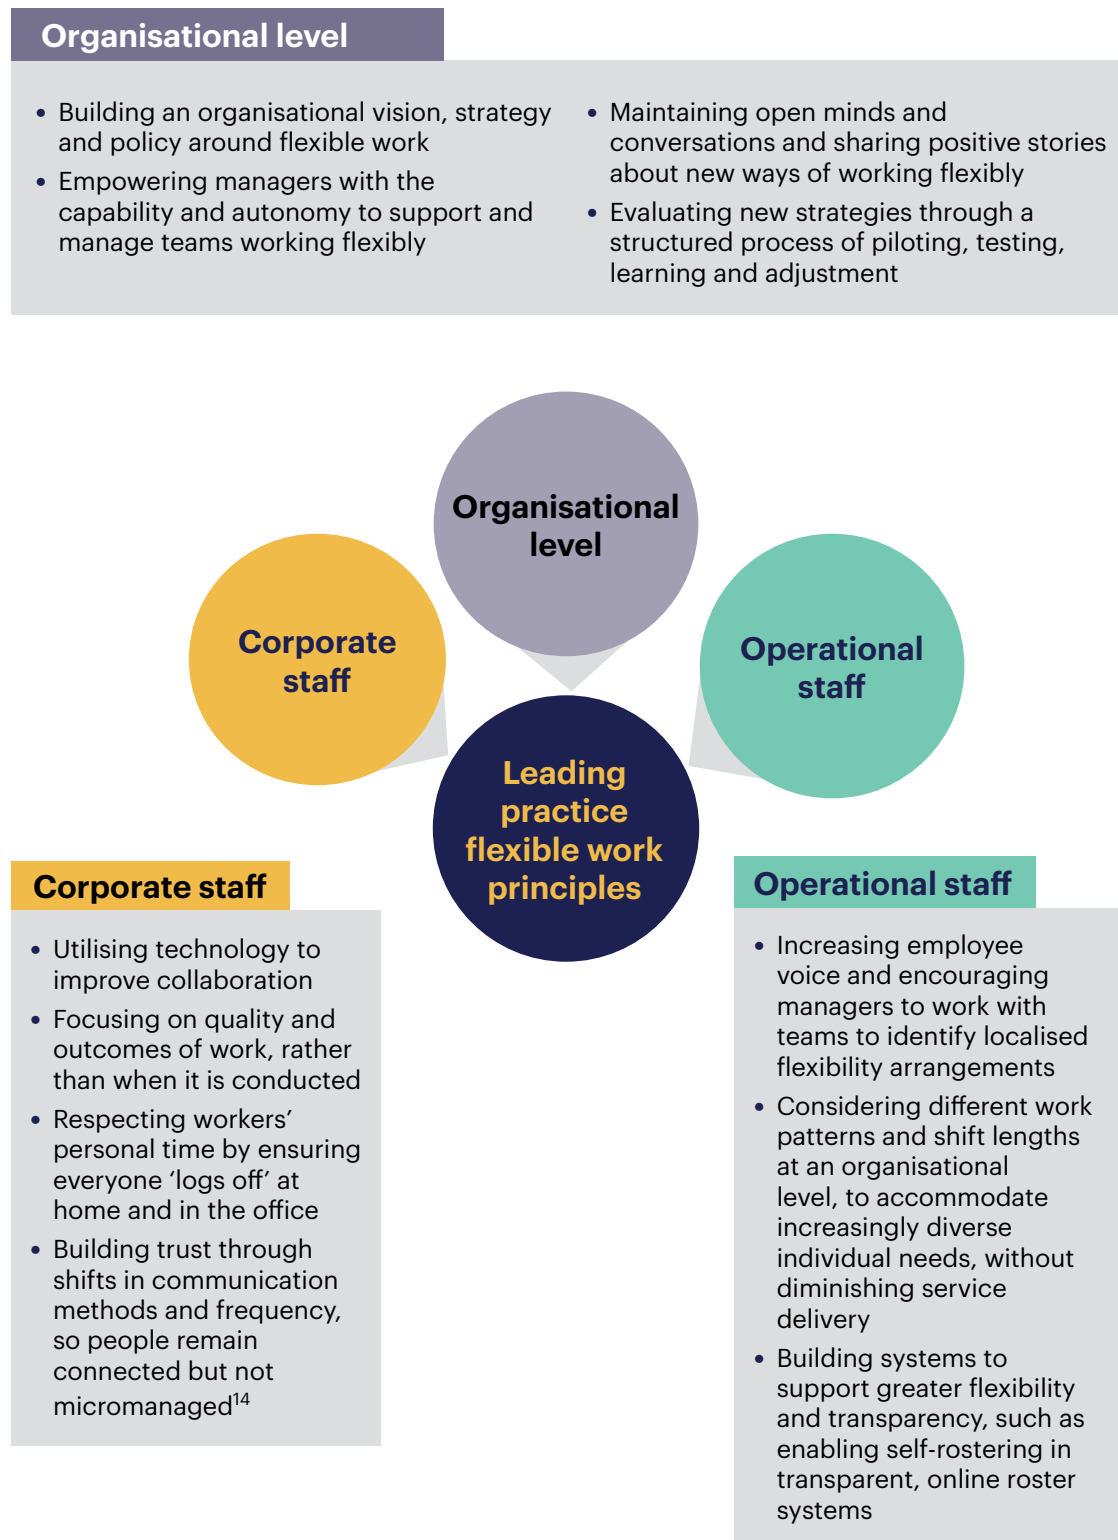 Organisational level
• Building an organisational vision, strategy
and policy around flexible work
• Empowering managers with the
capability and autonomy to support and
manage teams working flexibly
• Maintaining open minds and
conversations and sharing positive stories
about new ways of working flexibly
• Evaluating new strategies through a
structured process of piloting, testing,
learning and adjustment
Organisational
level
Corporate
staff
Operational
staff
Leading
practice
flexible work
principles
Corporate staff
• Utilising technology to
improve collaboration
• Focusing on quality and
outcomes of work, rather
than when it is conducted
• Respecting workers’
personal time by ensuring
everyone ‘logs off’ at
home and in the office
• Building trust through
shifts in communication
methods and frequency,
so people remain
connected but not
micromanaged¹⁴
Operational staff
• Increasing employee
voice and encouraging
managers to work with
teams to identify localised
flexibility arrangements
• Considering different work
patterns and shift lengths
at an organisational
level, to accommodate
increasingly diverse
individual needs, without
diminishing service
delivery
• Building systems to
support greater flexibility
and transparency, such as
enabling self-rostering in
transparent, online roster
systems